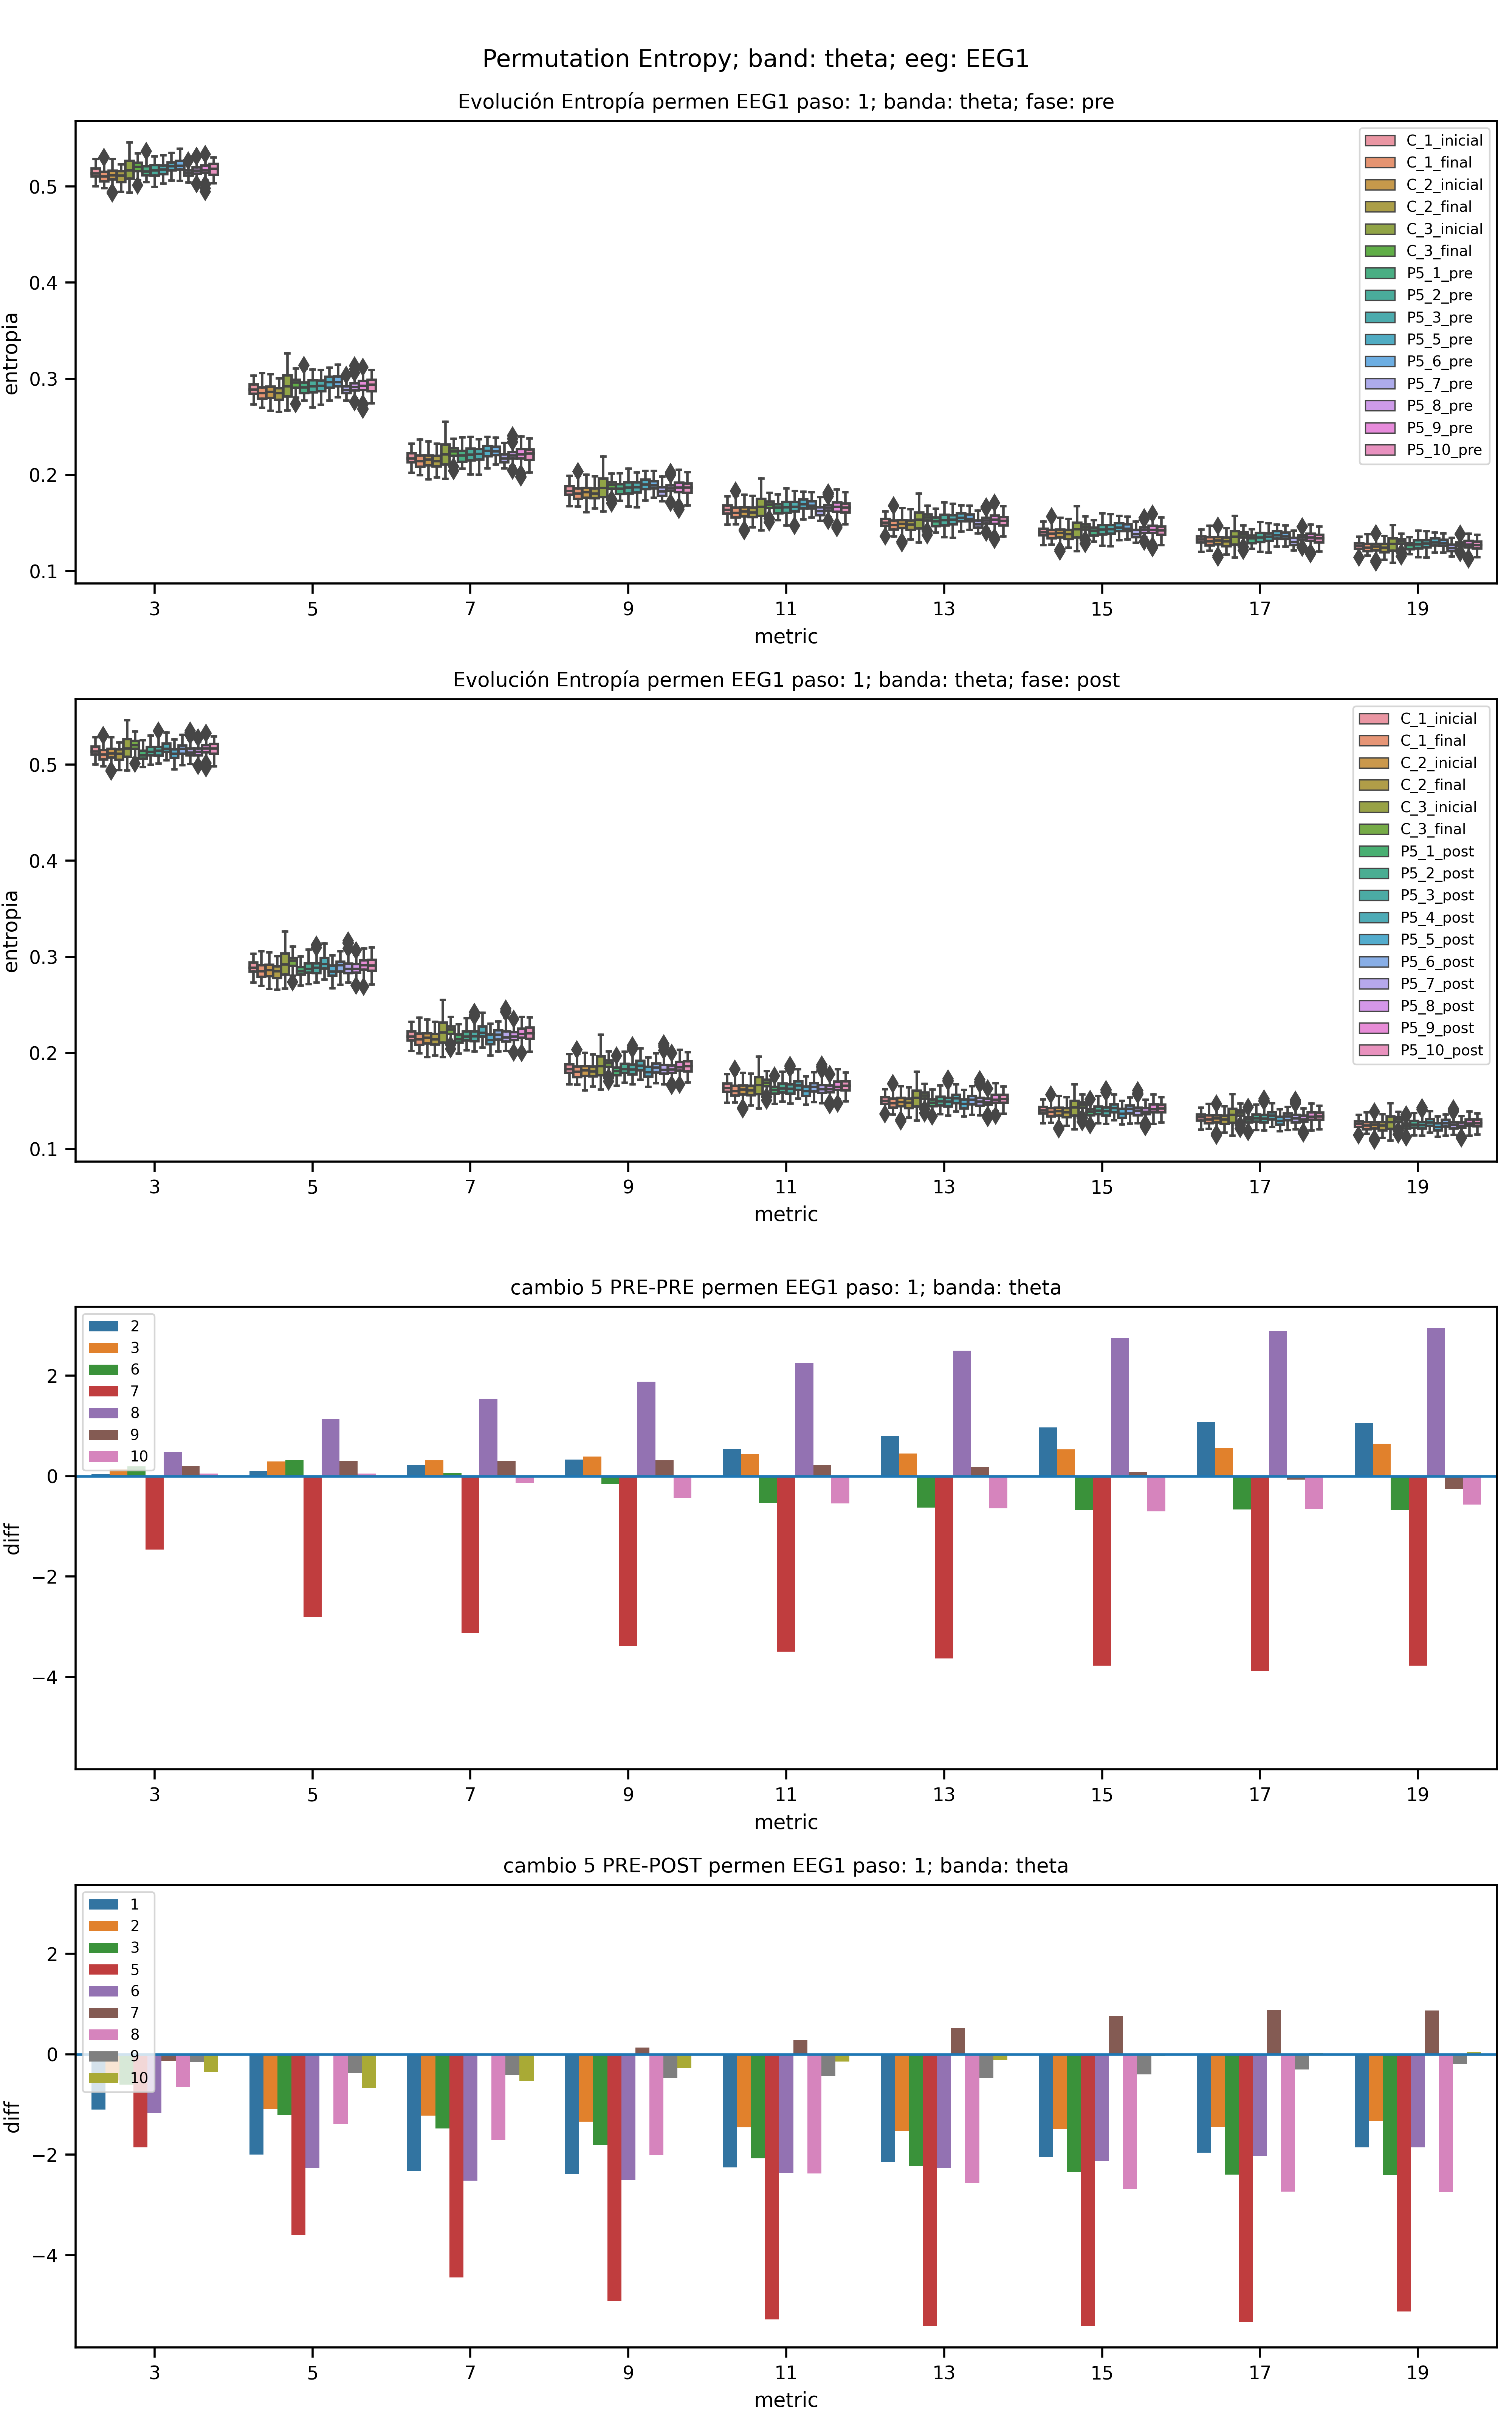 Permutation Entropy; band: theta; eeg: EEG1
Evolución Entropía permen EEG1 paso: 1; banda: theta; fase: pre
C_1_inicial
C_1_final
C_2_inicial
C_2_final
C_3_inicial
C_3_final
P5_1_pre
P5_2_pre
P5_3_pre
P5_5_pre
P5_6_pre
P5_7_pre
P5_8_pre
P5_9_pre
P5_10_pre
0.5
0.4
0.3
0.2
0.1
entropia
3 5 7 9 11 13 15 17 19
metric
Evolución Entropía permen EEG1 paso: 1; banda: theta; fase: post
C_1_inicial
C_1_final
C_2_inicial
C_2_final
C_3_inicial
C_3_final
P5_1_post
P5_2_post
P5_3_post
P5_4_post
P5_5_post
P5_6_post
P5_7_post
P5_8_post
P5_9_post
P5_10_post
0.5
0.4
0.3
0.2
0.1
entropia
3 5 7 9 11 13 15 17 19
metric
cambio 5 PRE-PRE permen EEG1 paso: 1; banda: theta
2
3
6
7
8
9
10
2
0
−2
−4
diff
3 5 7 9 11 13 15 17 19
metric
cambio 5 PRE-POST permen EEG1 paso: 1; banda: theta
1
2
3
5
6
7
8
9
10
2
0
−2
−4
diff
3 5 7 9 11 13 15 17 19
metric